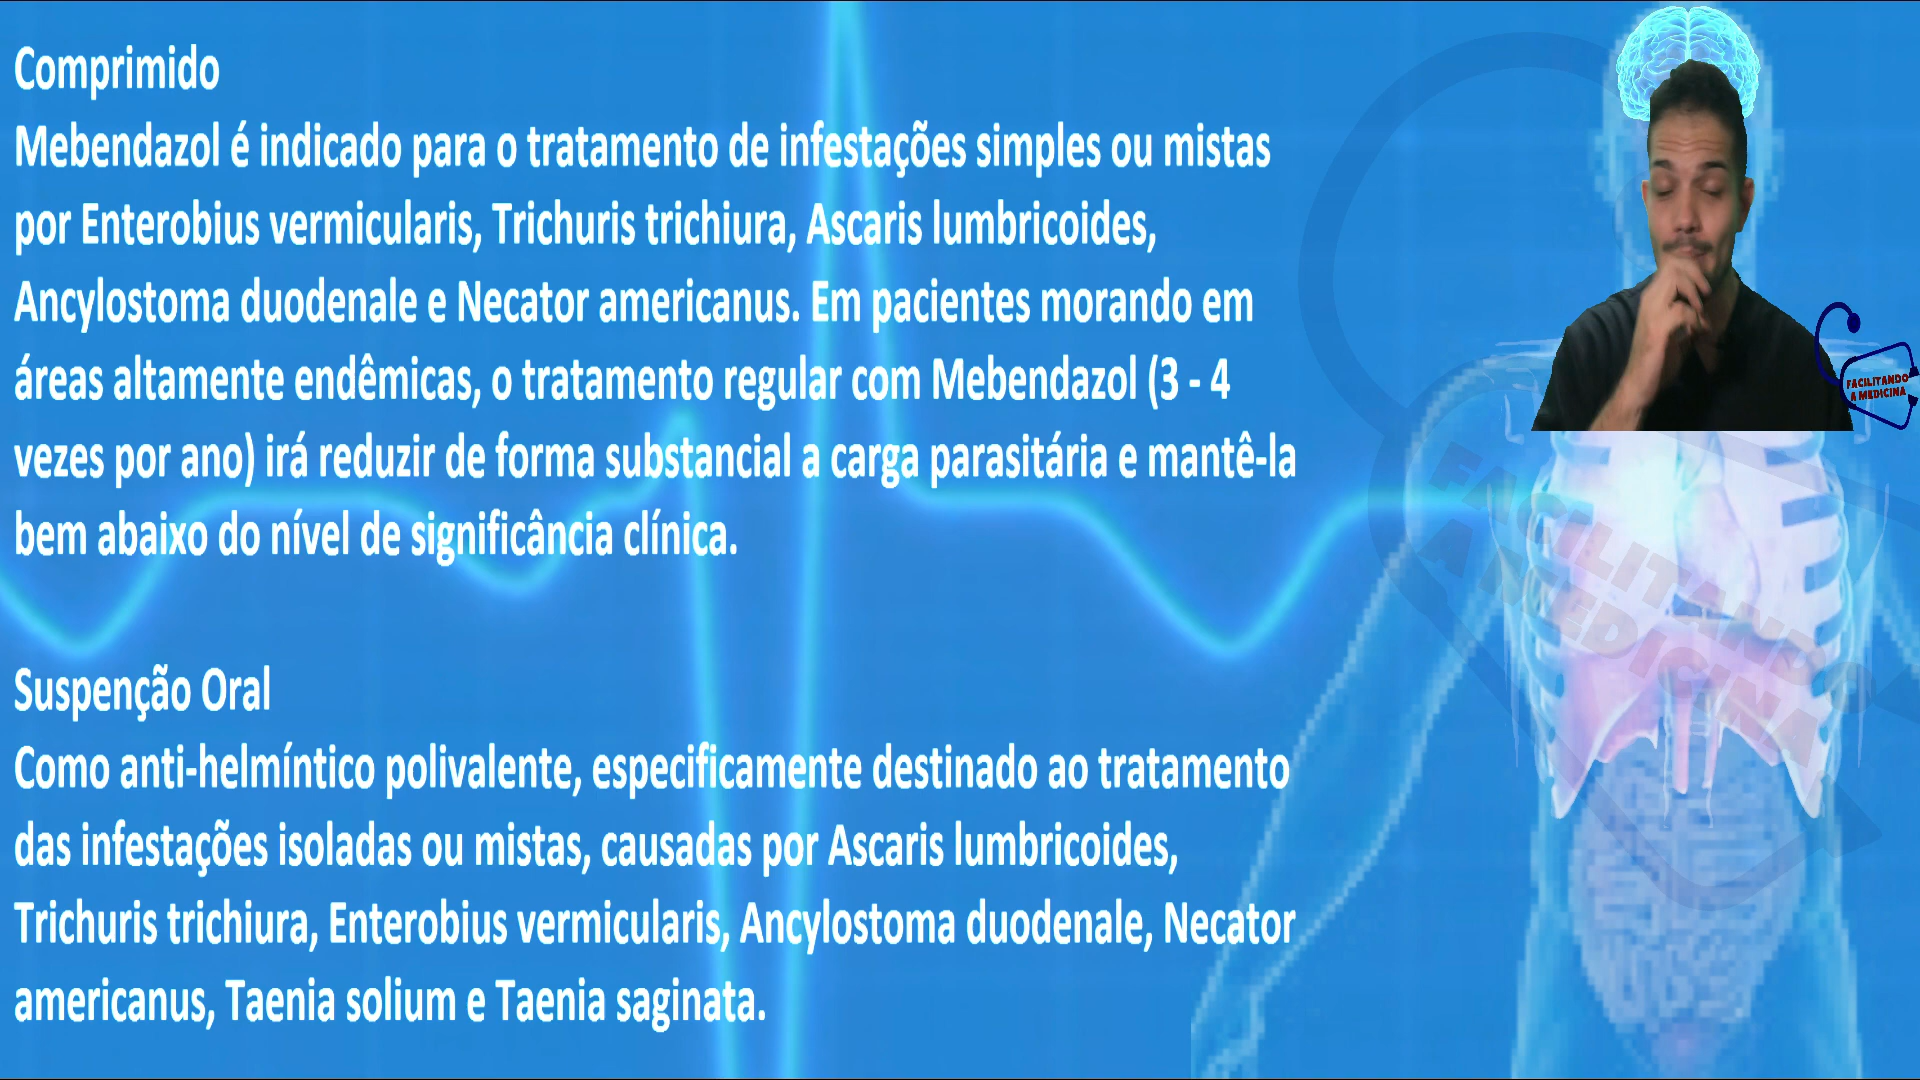 Comprimido
Mebendazol é indicado para o tratamento de infestações simples ou mistas
por Enterobius vermicularis, Trichuris trichiura, Ascaris lumbricoides,
Ancylostoma duodenale e Necator americanus. Em pacientes morando em
áreas altamente endêmicas, o tratamento regular com Mebendazol (3 - 4
vezes por ano) irá reduzir de forma substancial a carga parasitária e mantê-la
bem abaixo do nível de significância clínica.
Suspenção Oral
Como anti-helmíntico polivalente, especificamente destinado ao tratamento
das infestações isoladas ou mistas, causadas por Ascaris lumbricoides,
Trichuris trichiura, Enterobius vermicularis, Ancylostoma duodenale, Necator
americanus, Taenia solium e Taenia saginata.
FACILITANDO
A MEDICINA
FACILITANDO
A MEDICINA